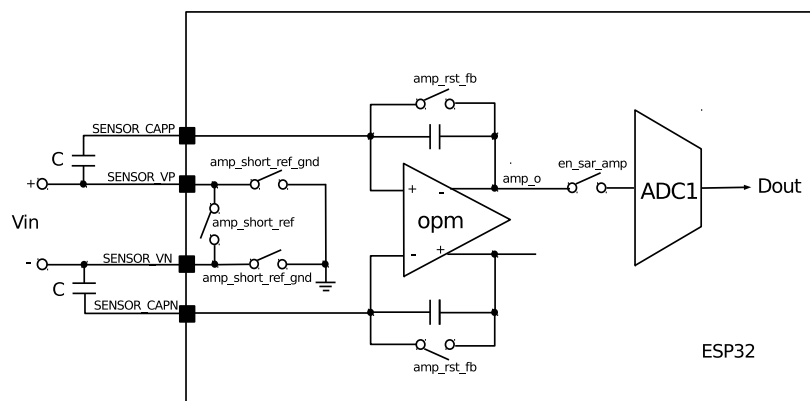 amp_rst_fb
SENSOR_CAPP
C
amp_short_ref_gnd
en_sar_amp
+
SENSOR_VP
+
-
amp_o
ADC1
Dout
Vin
amp_short_ref
opm
-
SENSOR_VN
-
+
amp_short_ref_gnd
C
SENSOR_CAPN
ESP32
amp_rst_fb